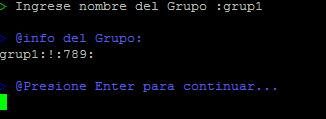 > Ingrese nombre del Grupo :grup1
> @info del Grupo:
grup1:!:789:
> @Presione Enter para continuar...